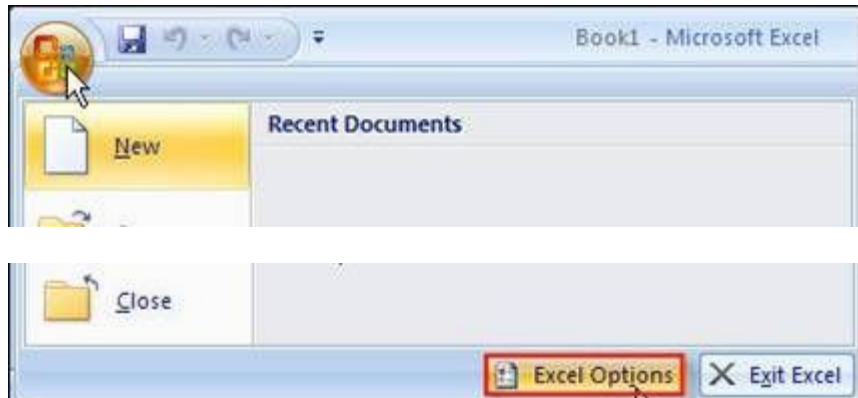 Book1 - Microsoft Excel
New
Recent Documents
Close
Excel Options
Exit Excel